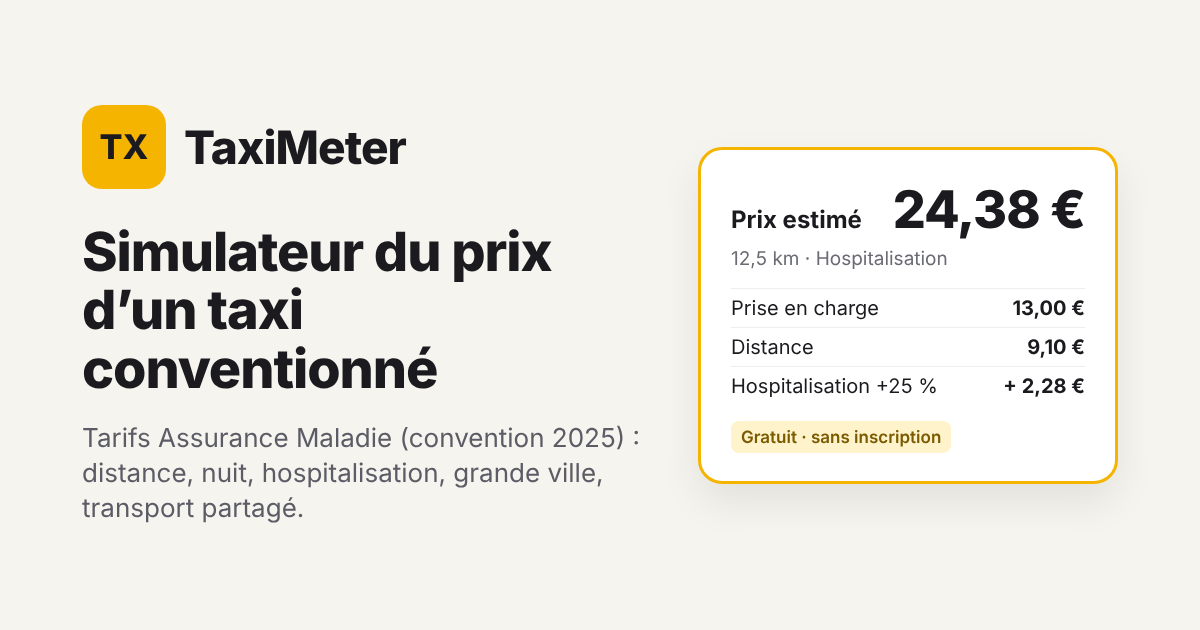 TX
TaxiMeter
Simulateur du prix
d’un taxi
conventionné
Tarifs Assurance Maladie (convention 2025) :
distance, nuit, hospitalisation, grande ville,
transport partagé.
Prix estimé 24,38 €
12,5 km · Hospitalisation
Prise en charge 13,00 €
Distance 9,10 €
Hospitalisation +25 % + 2,28 €
Gratuit · sans inscription